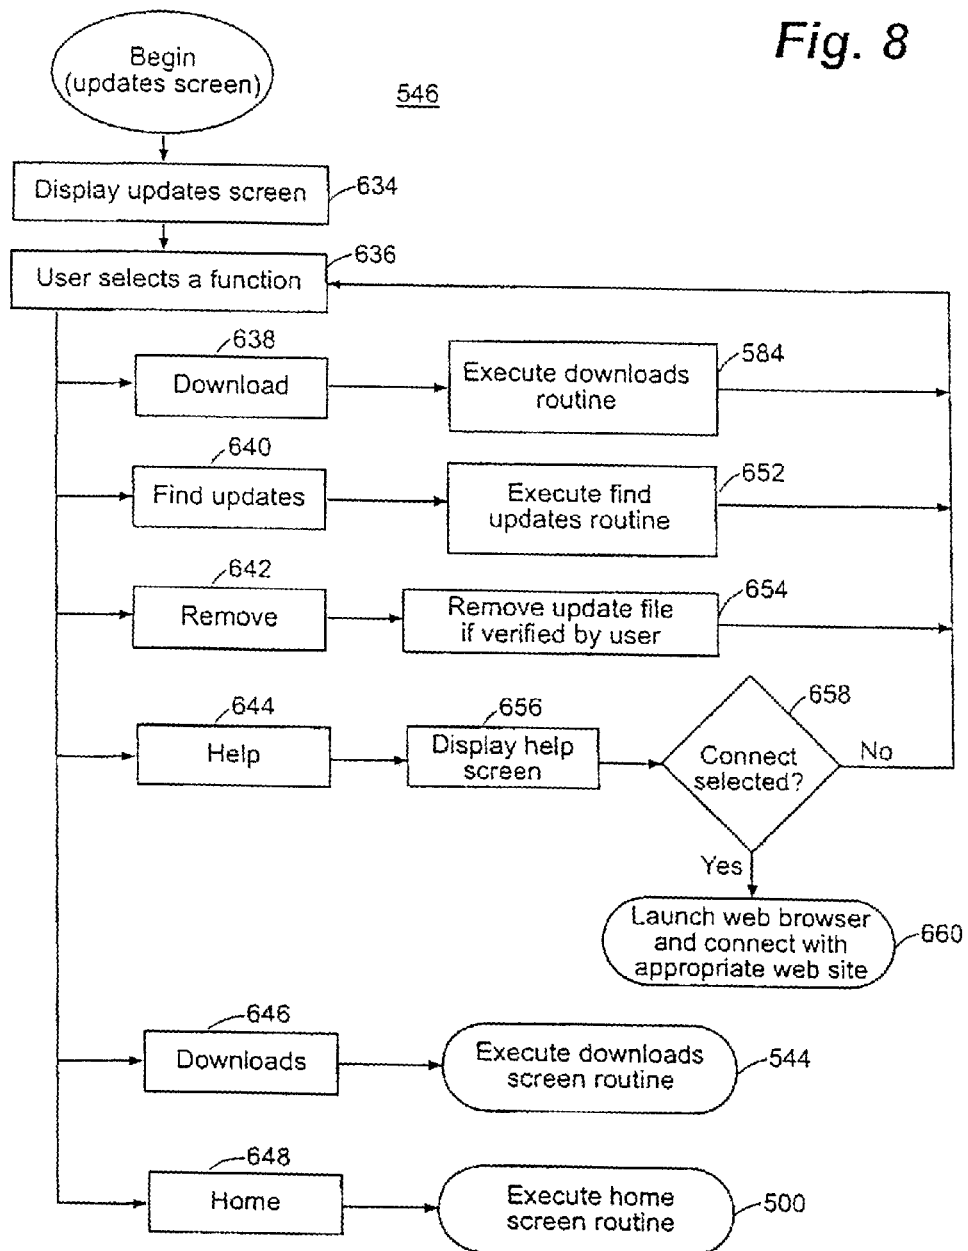 Fig. 8
Begin
(updates screen)
546
Display updates screen
634
User selects a function
636
638
Download
Execute downloads
routine
584
640
Find updates
Execute find
updates routine
652
642
Remove
Remove update file
if verified by user
654
644
Help
656
Display help
screen
658
Connect
selected?
No
Yes
Launch web browser
and connect with
appropriate web site
660
646
Downloads
Execute downloads
screen routine
544
648
Home
Execute home
screen routine
500